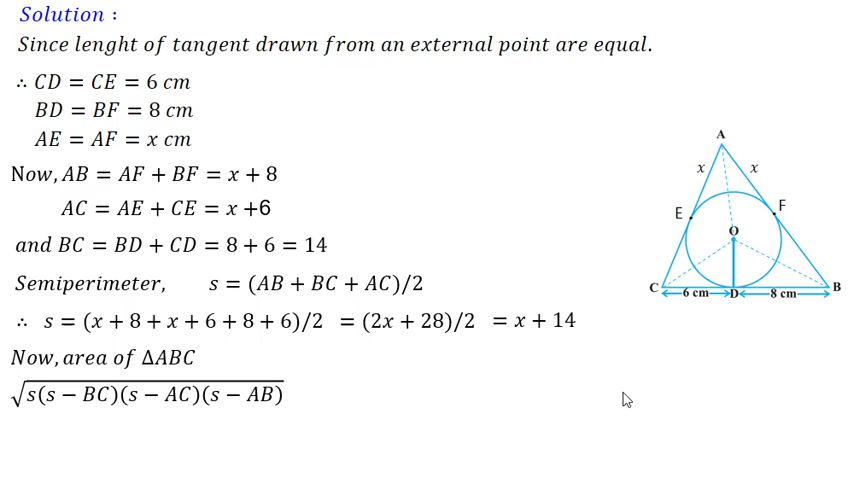 Solution :
Since lenght of tangent drawn from an external point are equal.
∴ CD = CE = 6 cm
BD = BF = 8 cm
AE = AF = x cm
Now, AB = AF + BF = x + 8
AC = AE + CE = x +6
and BC = BD + CD = 8 + 6 = 14
Semiperimeter, s = (AB + BC + AC)/2
∴ s = (x + 8 + x + 6 + 8 + 6)/2 = (2x + 28)/2 = x + 14
Now, area of ΔABC
√s(s − BC)(s − AC)(s − AB)
A
x x
E F
O
C 6 cm D 8 cm B